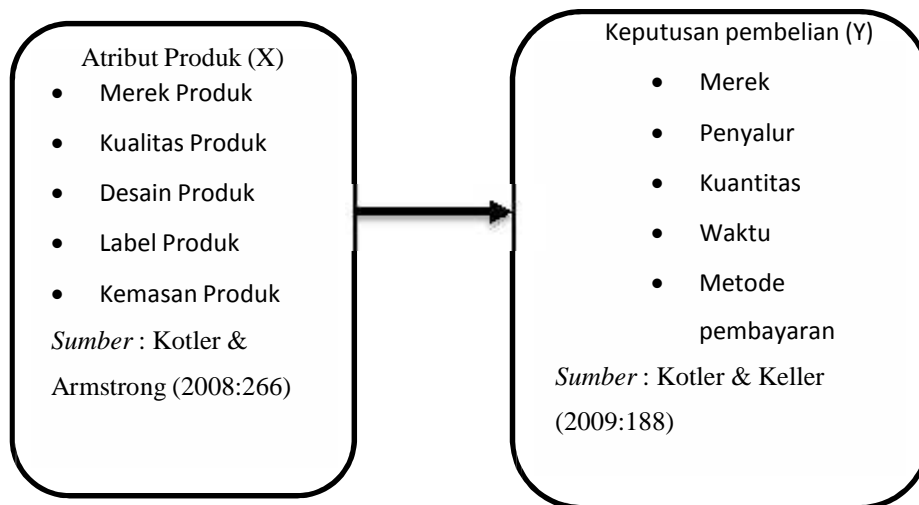 Atribut Produk (X)
• Merek Produk
• Kualitas Produk
• Desain Produk
• Label Produk
• Kemasan Produk
Sumber : Kotler &
Armstrong (2008:266)
Keputusan pembelian (Y)
• Merek
• Penyalur
• Kuantitas
• Waktu
• Metode
pembayaran
Sumber : Kotler & Keller
(2009:188)